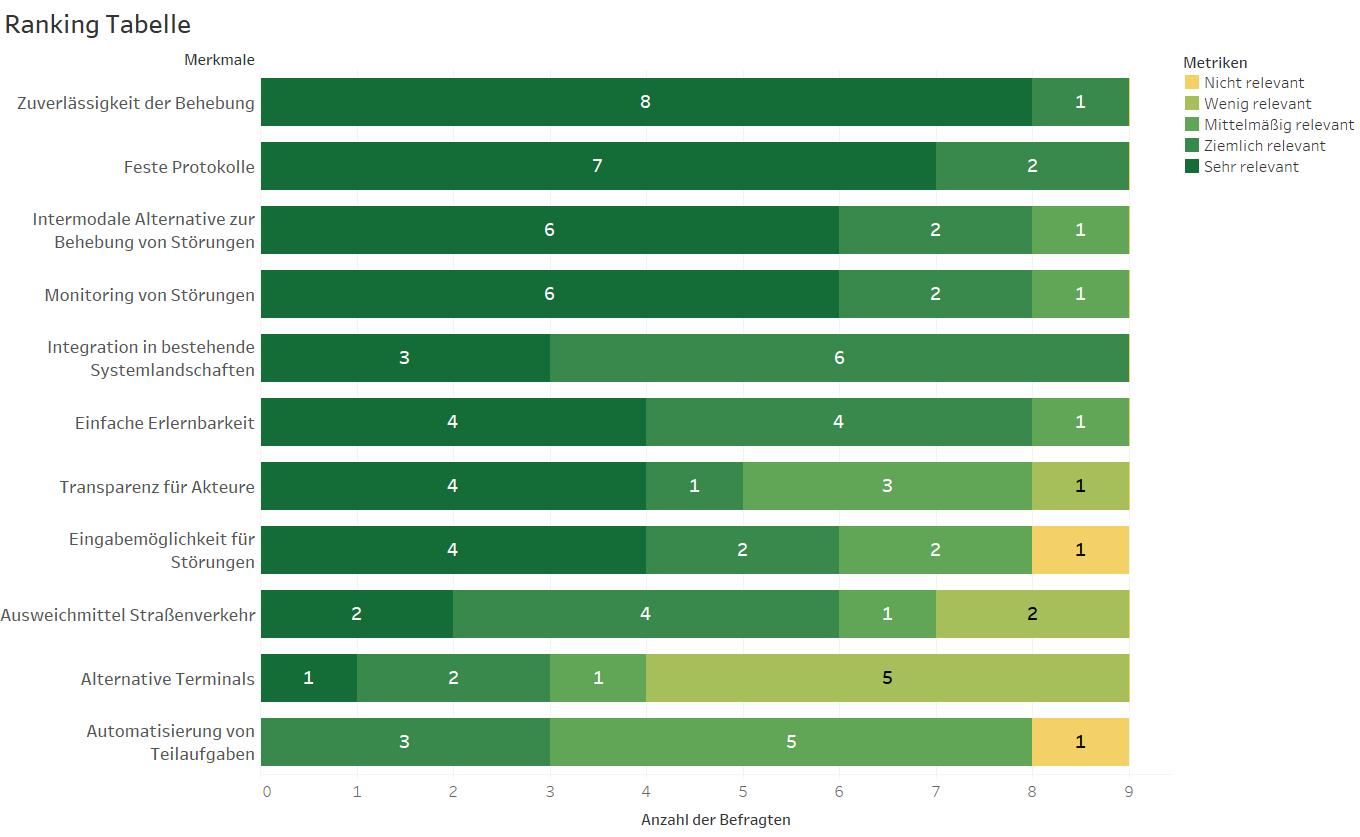 Ranking Tabelle
Merkmale
Metriken
Nicht relevant
Wenig relevant
Mittelmäßig relevant
Ziemlich relevant
Sehr relevant
Zuverlässigkeit der Behebung
8
1
Feste Protokolle
7
2
Intermodale Alternative zur
Behebung von Störungen
6
2
1
Monitoring von Störungen
6
2
1
Integration in bestehende
Systemlandschaften
3
6
Einfache Erlernbarkeit
4
4
1
Transparenz für Akteure
4
1
3
1
Eingabemöglichkeit für
Störungen
4
2
2
1
Ausweichmittel Straßenverkehr
2
4
1
2
Alternative Terminals
1
2
1
5
Automatisierung von
Teilaufgaben
3
5
1
0 1 2 3 4 5 6 7 8 9
Anzahl der Befragten